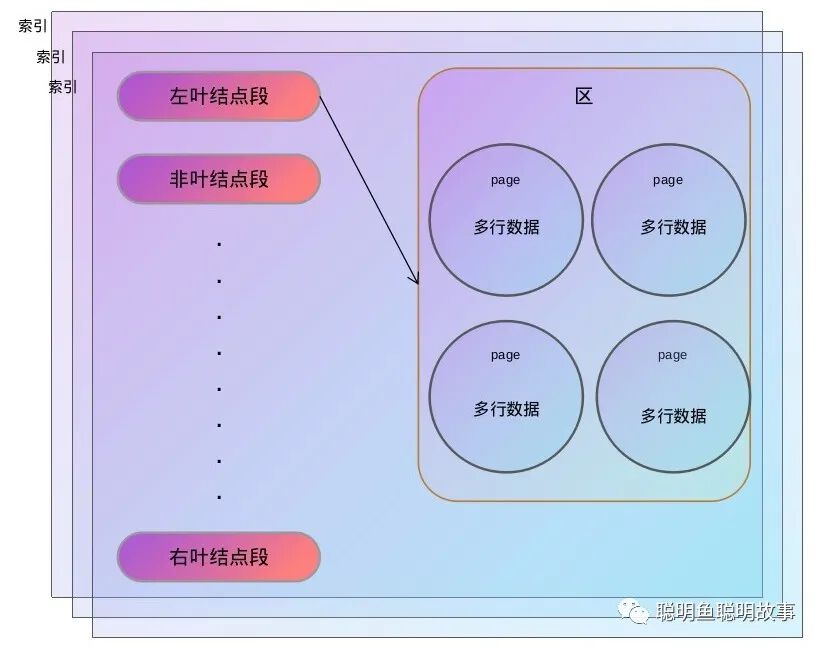 索引
索引
索引
左叶结点段
区
非叶结点段
page
page
多行数据
多行数据
page
page
多行数据
多行数据
右叶结点段
聪明鱼聪明故事